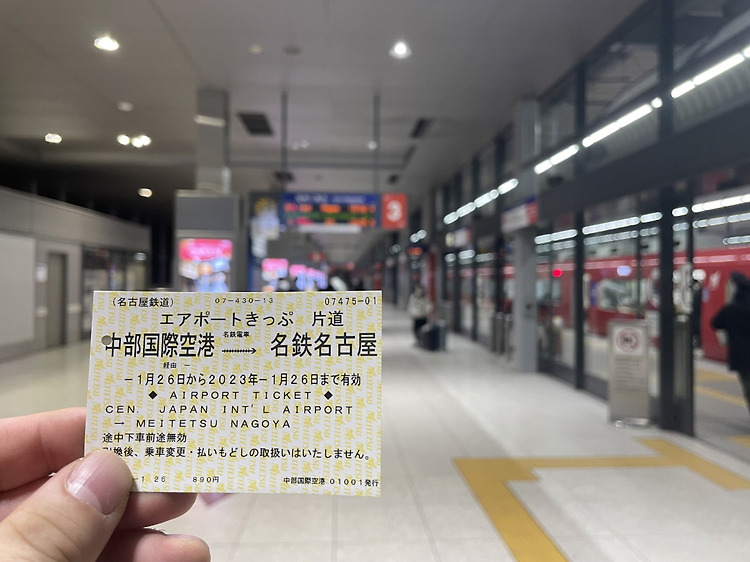 3
(名古屋鉄道) 07-430-13 07475-01
エアポートきっぷ 片道
中部国際空港 名鉄電車 → 名鉄名古屋
経由 ー
-1月26日から2023年-1月26日まで有効
◆ AIRPORT TICKET ◆
CEN. JAPAN INT'L AIRPORT
→ MEITETSU NAGOYA
途中下車前途無効
引換後、乗車変更・払いもどしの取扱いはいたしません。
-1.26 890円 中部国際空港 01001発行